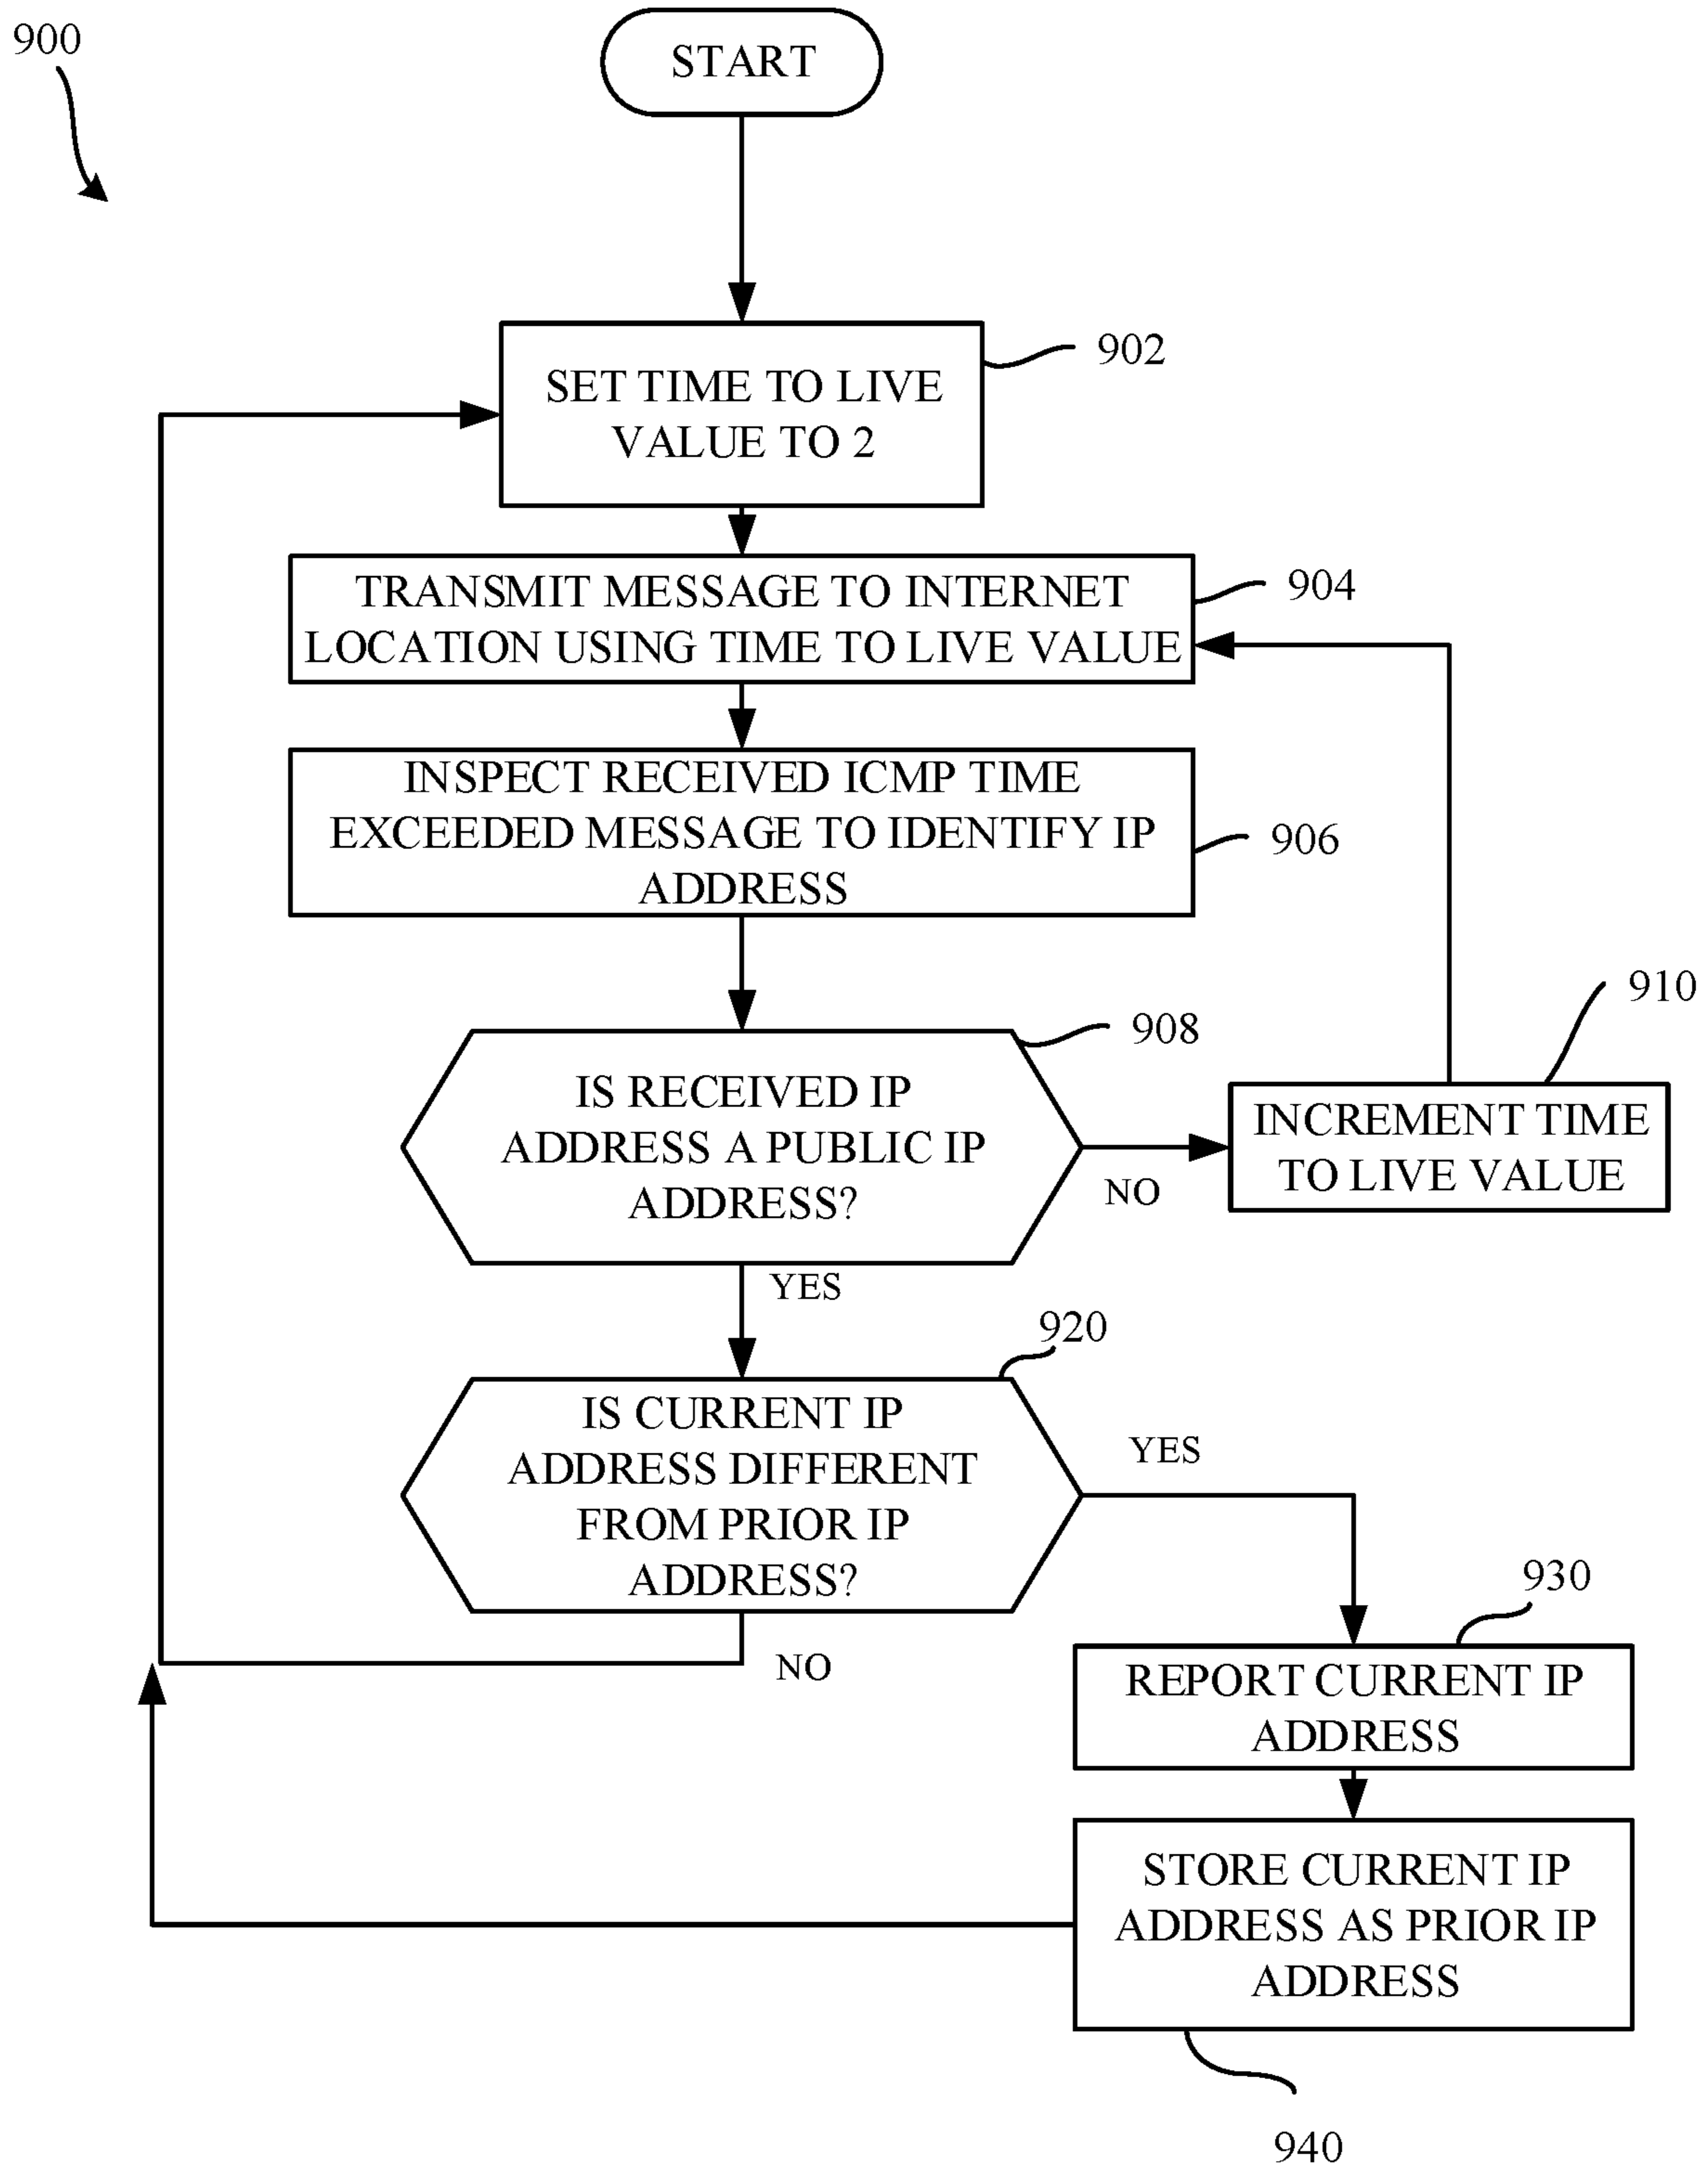 900
START
902
SET TIME TO LIVE
VALUE TO 2
904
TRANSMIT MESSAGE TO INTERNET
LOCATION USING TIME TO LIVE VALUE
INSPECT RECEIVED ICMP TIME
EXCEEDED MESSAGE TO IDENTIFY IP
ADDRESS
906
910
908
IS RECEIVED IP
ADDRESS A PUBLIC IP
ADDRESS?
NO
INCREMENT TIME
TO LIVE VALUE
YES
920
IS CURRENT IP
ADDRESS DIFFERENT
FROM PRIOR IP
ADDRESS?
YES
NO
930
REPORT CURRENT IP
ADDRESS
STORE CURRENT IP
ADDRESS AS PRIOR IP
ADDRESS
940